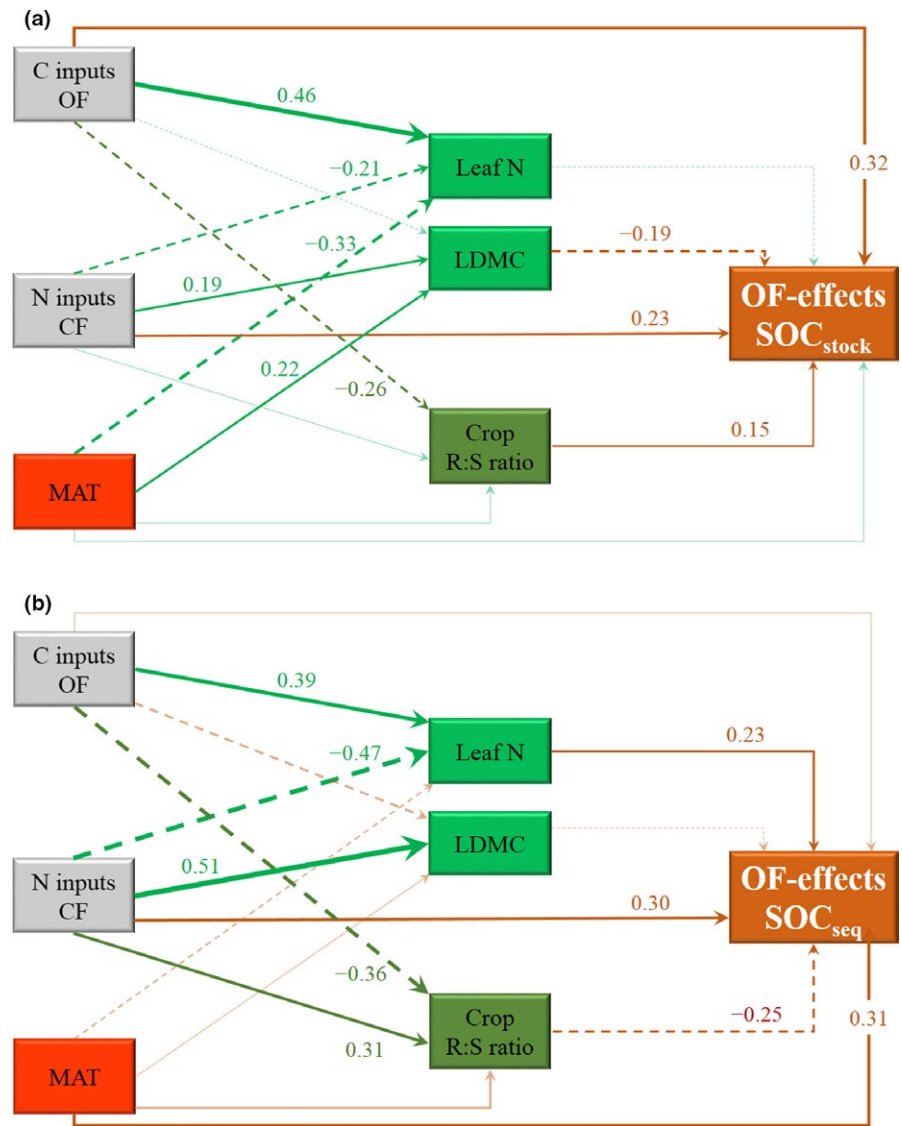 (a)
C inputs
OF
0.46
Leaf N
0.32
−0.21
−0.33
LDMC
−0.19
N inputs
CF
0.19
0.23
OF-effects
SOCstock
0.22
−0.26
Crop
R:S ratio
0.15
MAT
(b)
C inputs
OF
0.39
Leaf N
0.23
−0.47
LDMC
N inputs
CF
0.51
0.30
OF-effects
SOCseq
−0.36
Crop
R:S ratio
−0.25
0.31
0.31
MAT